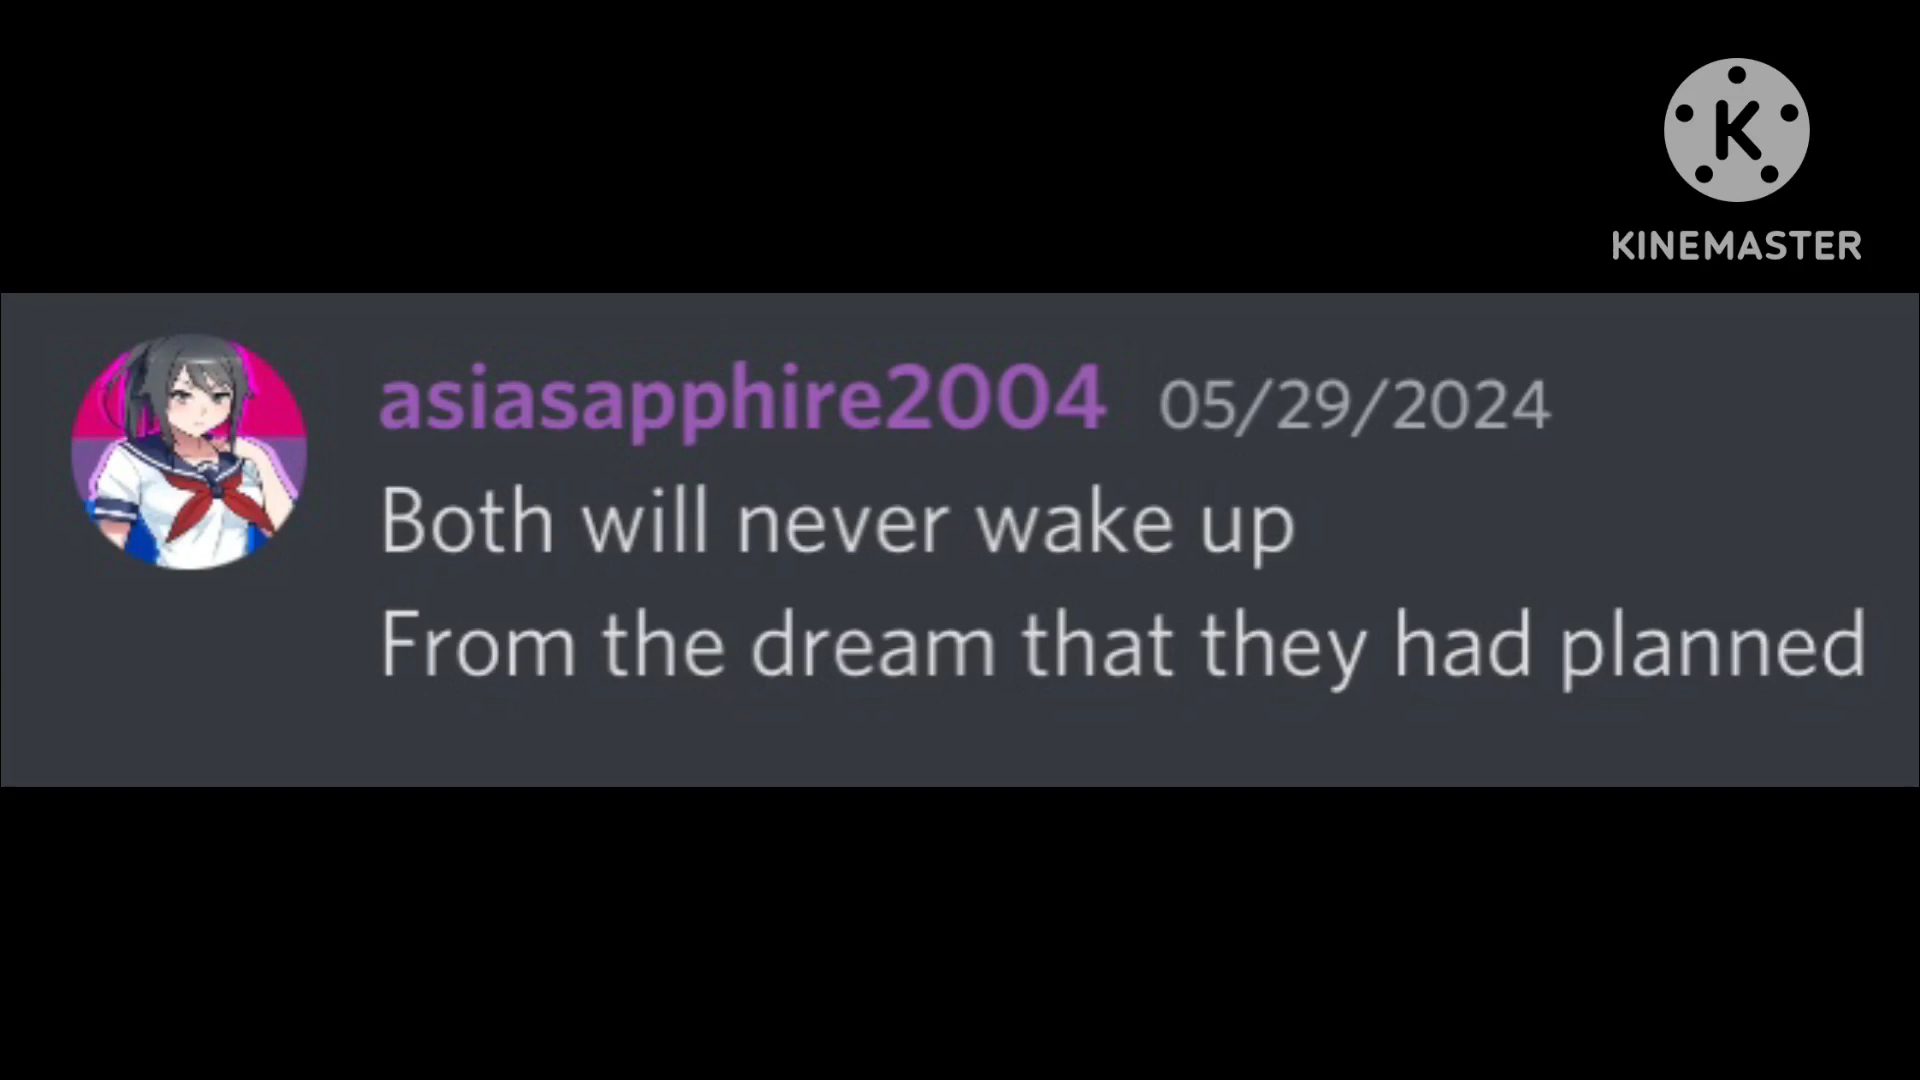 K
KINEMASTER
asiasapphire2004 05/29/2024
Both will never wake up
From the dream that they had planned